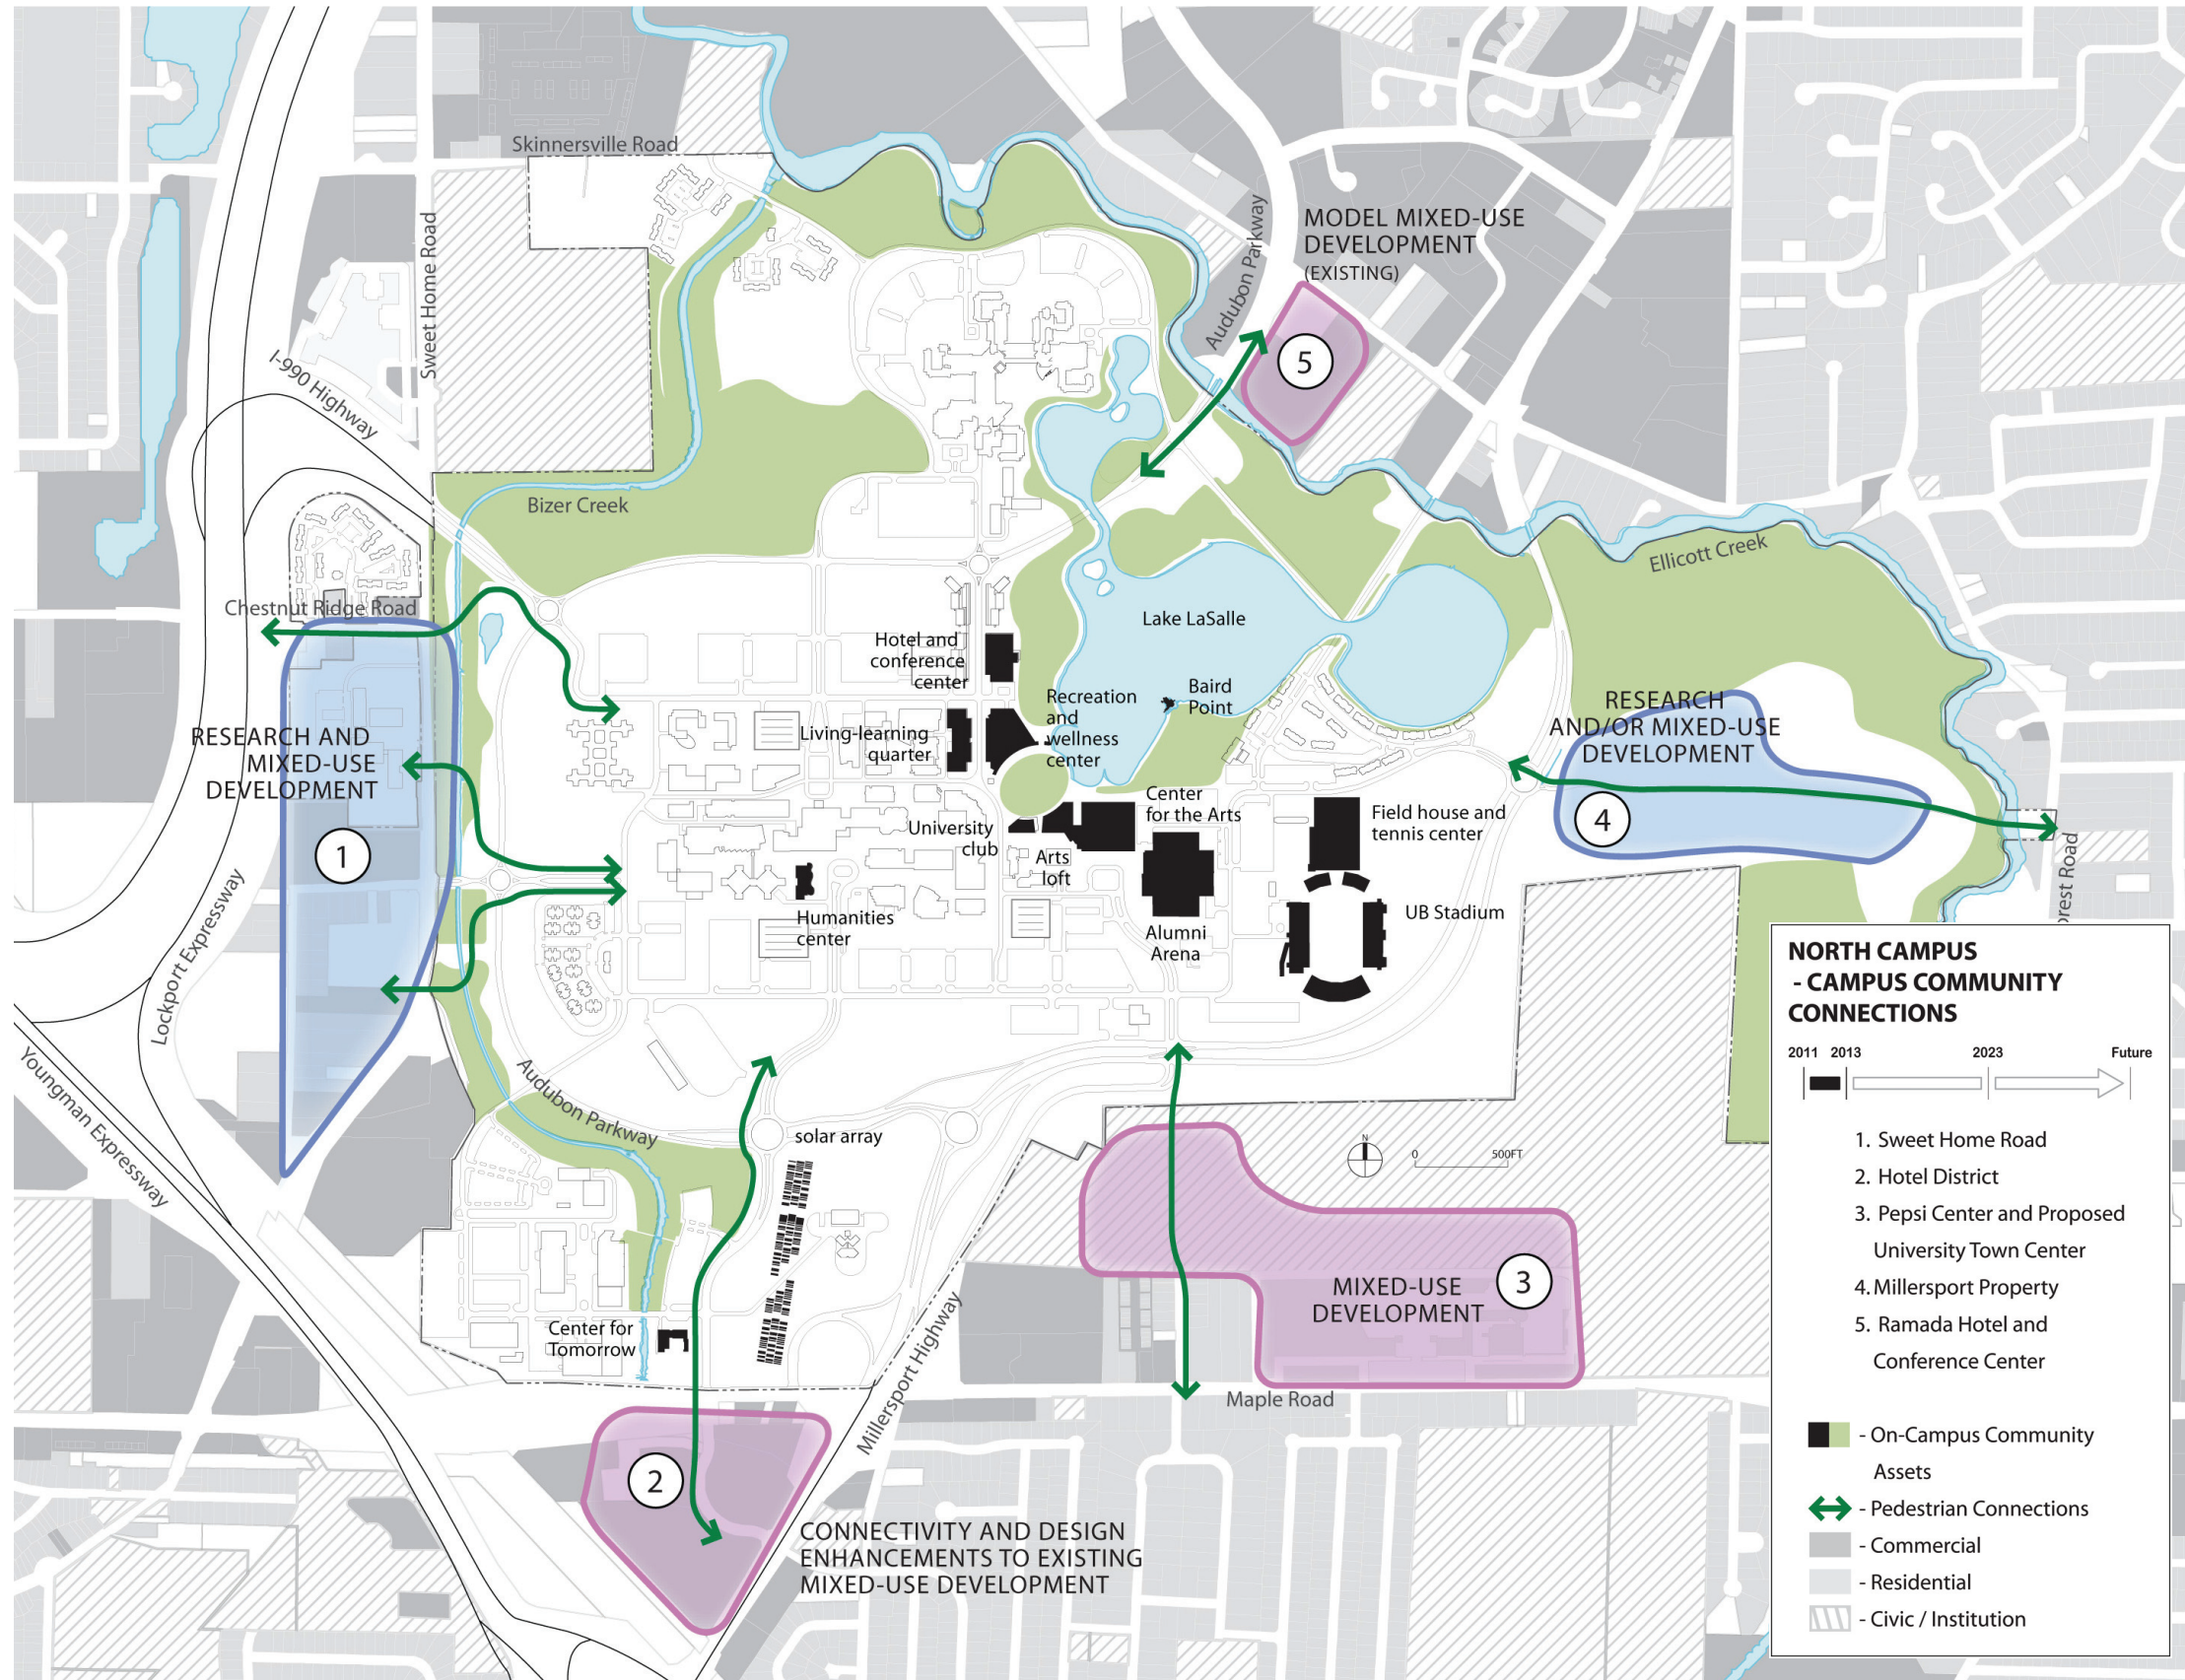 Skinnersville Road
Sweet Home Road
I-990 Highway
Audubon Parkway
MODEL MIXED-USE
DEVELOPMENT
(EXISTING)
5
Bizer Creek
Ellicott Creek
Chestnut Ridge Road
Lake LaSalle
Hotel and
conference
center
Baird
Point
Recreation
and
wellness
center
Living-learning
quarter
RESEARCH AND
MIXED-USE
DEVELOPMENT
1
RESEARCH
AND/OR MIXED-USE
DEVELOPMENT
4
Center
for the Arts
Field house and
tennis center
University
club
Arts
loft
Humanities
center
Alumni
Arena
UB Stadium
orest Road
Lockport Expressway
Youngman Expressway
Audubon Parkway
solar array
N
0
500FT
Center for
Tomorrow
Millersport Highway
MIXED-USE
DEVELOPMENT
3
Maple Road
2
CONNECTIVITY AND DESIGN
ENHANCEMENTS TO EXISTING
MIXED-USE DEVELOPMENT
NORTH CAMPUS
- CAMPUS COMMUNITY
CONNECTIONS
2011 2013 2023 Future
1. Sweet Home Road
2. Hotel District
3. Pepsi Center and Proposed
University Town Center
4. Millersport Property
5. Ramada Hotel and
Conference Center
- On-Campus Community
Assets
- Pedestrian Connections
- Commercial
- Residential
- Civic / Institution